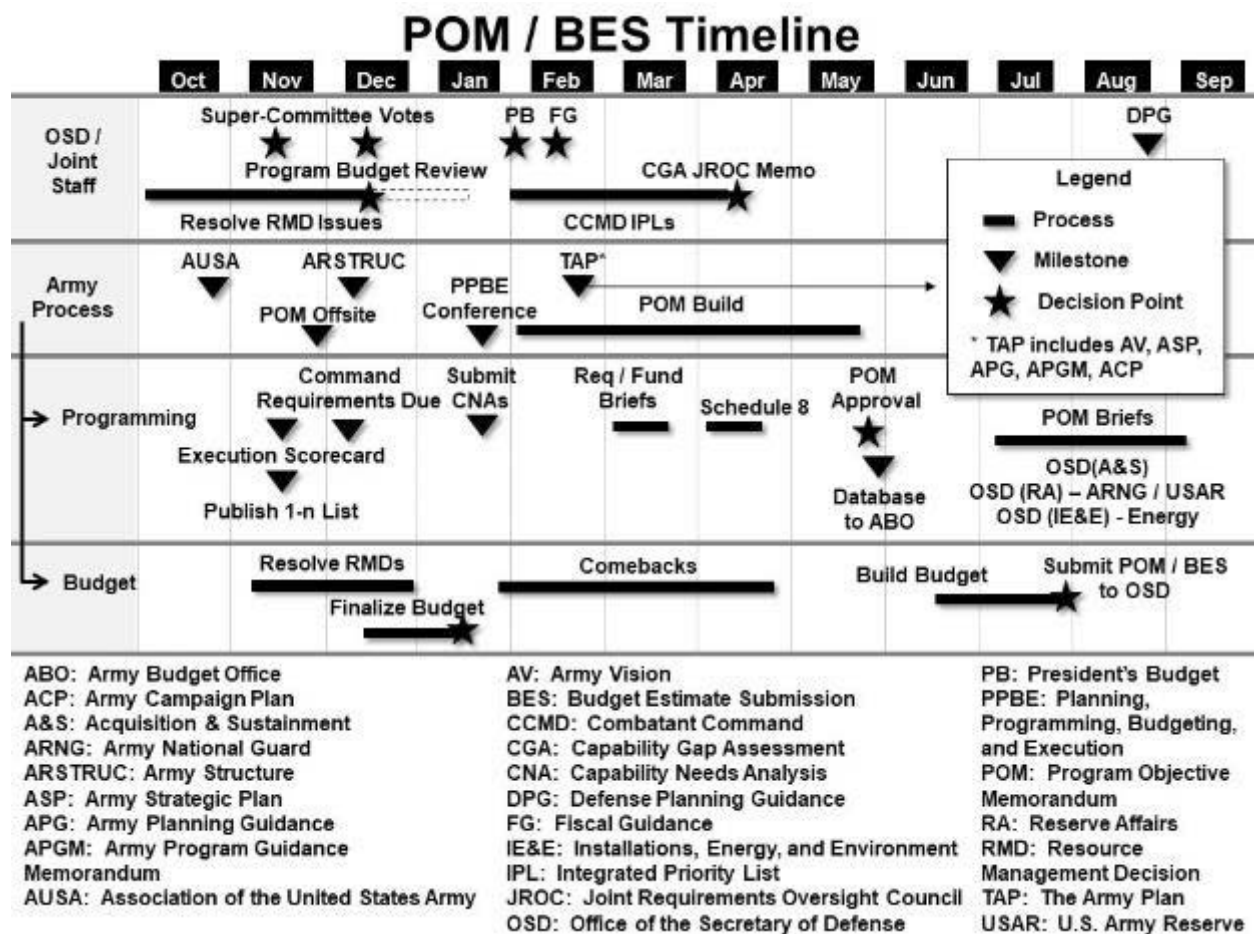 POM / BES Timeline
Oct Nov Dec Jan Feb Mar Apr May Jun Jul Aug Sep
OSD /
Joint
Staff
Super-Committee Votes
PB FG
DPG
Program Budget Review
CGA JROC Memo
Resolve RMD Issues
CCMD IPLs
Legend
Process
Milestone
Decision Point
* TAP includes AV, ASP,
APG, APGM, ACP
Army
Process
AUSA
ARSTRUC
TAP*
POM Offsite
PPBE
Conference
POM Build
Programming
Command
Requirements Due
Submit
CNAs
Req / Fund
Briefs
Schedule 8
POM
Approval
POM Briefs
Execution Scorecard
Publish 1-n List
Database
to ABO
OSD(A&S)
OSD (RA) – ARNG / USAR
OSD (IE&E) - Energy
Budget
Resolve RMDs
Comebacks
Build Budget
Submit POM / BES
to OSD
Finalize Budget
ABO: Army Budget Office
ACP: Army Campaign Plan
A&S: Acquisition & Sustainment
ARNG: Army National Guard
ARSTRUC: Army Structure
ASP: Army Strategic Plan
APG: Army Planning Guidance
APGM: Army Program Guidance
Memorandum
AUSA: Association of the United States Army
AV: Army Vision
BES: Budget Estimate Submission
CCMD: Combatant Command
CGA: Capability Gap Assessment
CNA: Capability Needs Analysis
DPG: Defense Planning Guidance
FG: Fiscal Guidance
IE&E: Installations, Energy, and Environment
IPL: Integrated Priority List
JROC: Joint Requirements Oversight Council
OSD: Office of the Secretary of Defense
PB: President's Budget
PPBE: Planning,
Programming, Budgeting,
and Execution
POM: Program Objective
Memorandum
RA: Reserve Affairs
RMD: Resource
Management Decision
TAP: The Army Plan
USAR: U.S. Army Reserve